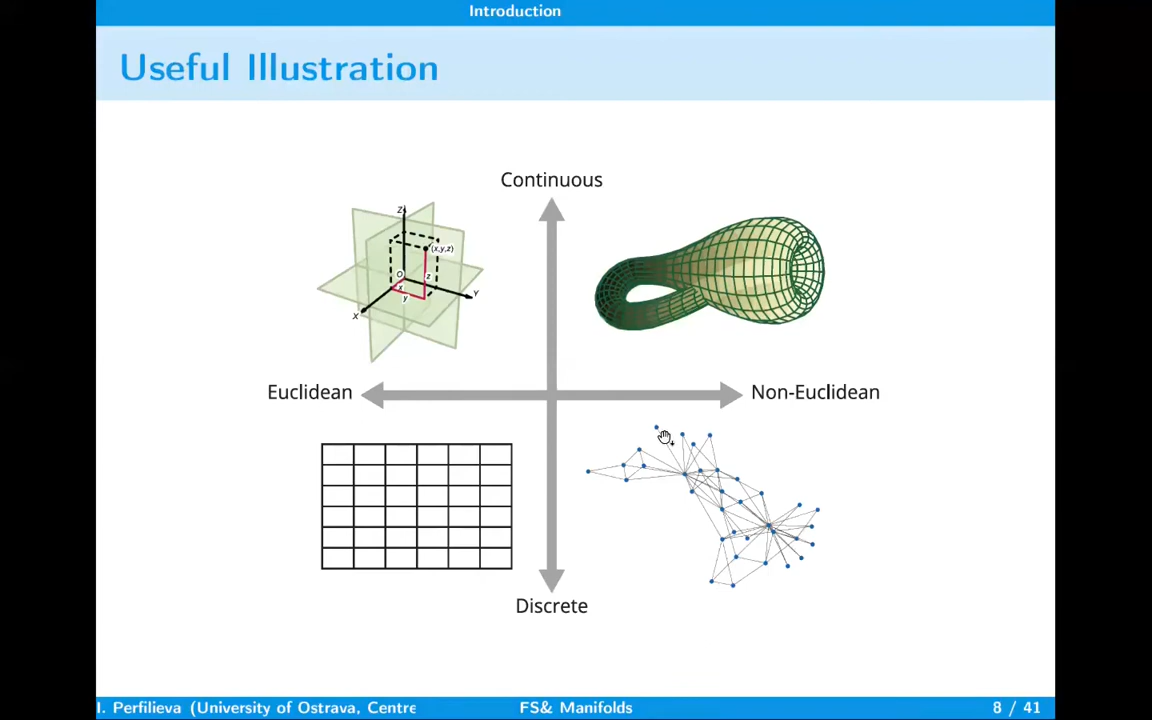 Introduction
Useful Illustration
Continuous
Z
(x,y,z)
O
z
x
y
Y
X
Euclidean
Non-Euclidean
Discrete
I. Perfilieva (University of Ostrava, Centre
FS& Manifolds
8 / 41